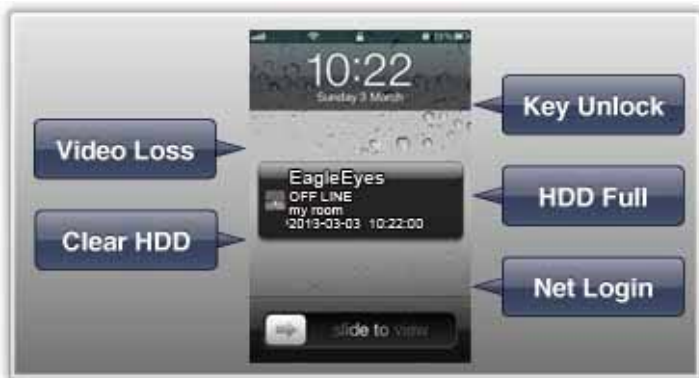 10:22
Sunday 3 March
Key Unlock
Video Loss
EagleEyes
OFF LINE
my room
2013-03-03 10:22:00
HDD Full
Clear HDD
Net Login
slide to view